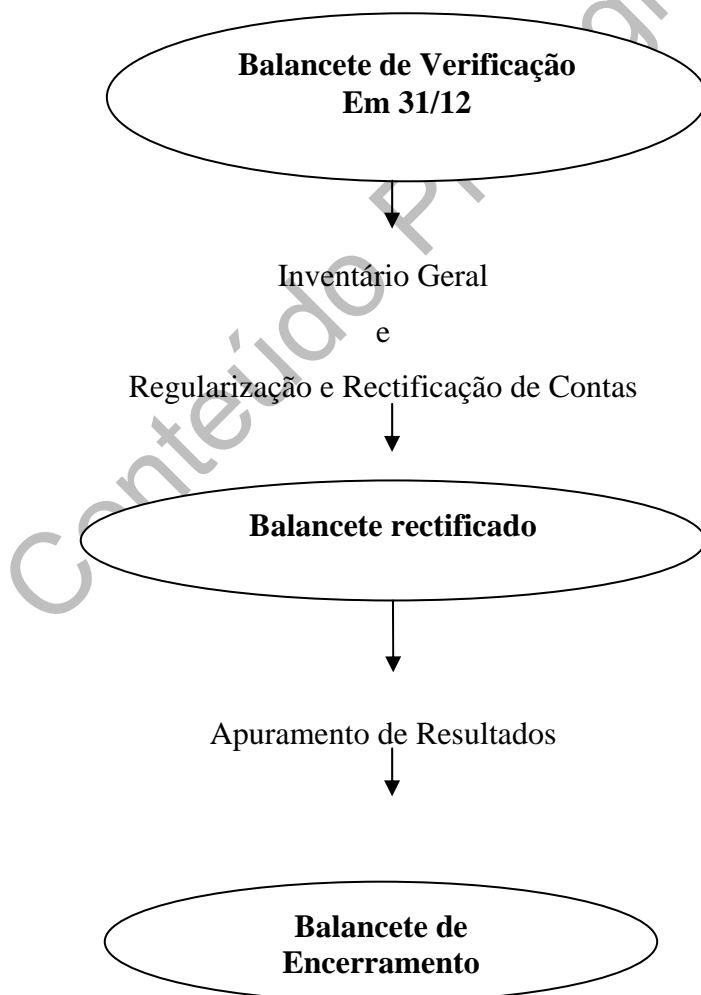 Balancete de Verificação
Em 31/12
Inventário Geral
e
Regularização e Rectificação de Contas
Balancete rectificado
Apuramento de Resultados
Balancete de
Encerramento
Conteúdo